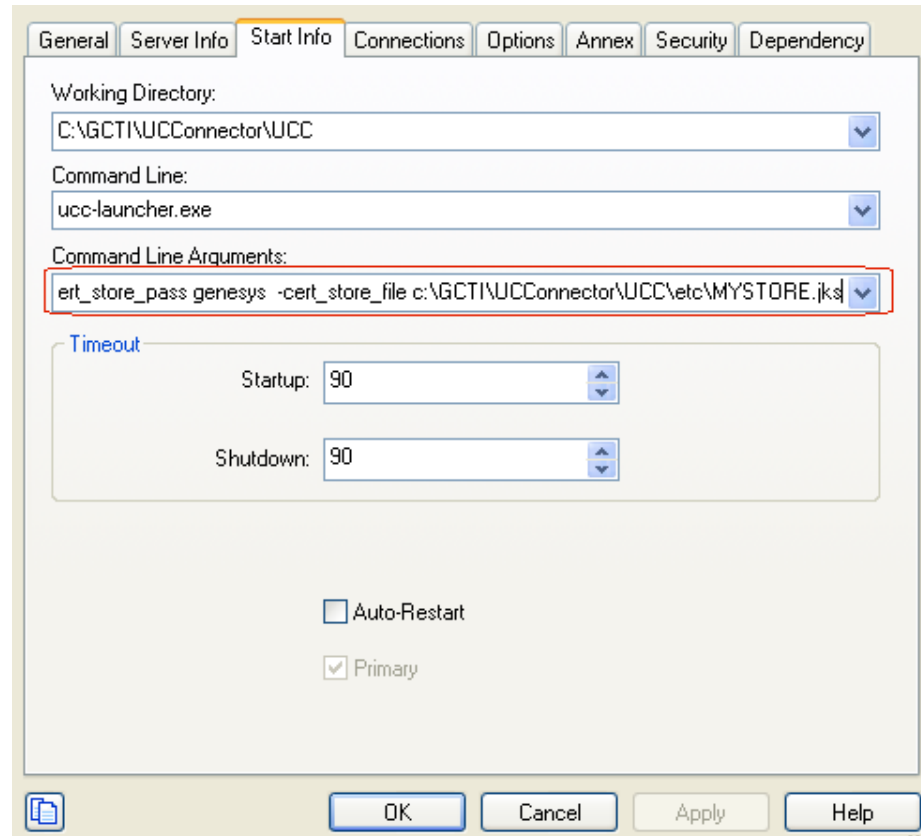 General Server Info Start Info Connections Options Annex Security Dependency
Working Directory:
C:\GCTI\UCConnector\UCC
Command Line:
ucc-launcher.exe
Command Line Arguments:
ert_store_pass genesys  -cert_store_file c:\GCTI\UCConnector\UCC\etc\MYSTORE.jks
Timeout
Startup: 90
Shutdown: 90
Auto-Restart
Primary
OK Cancel Apply Help